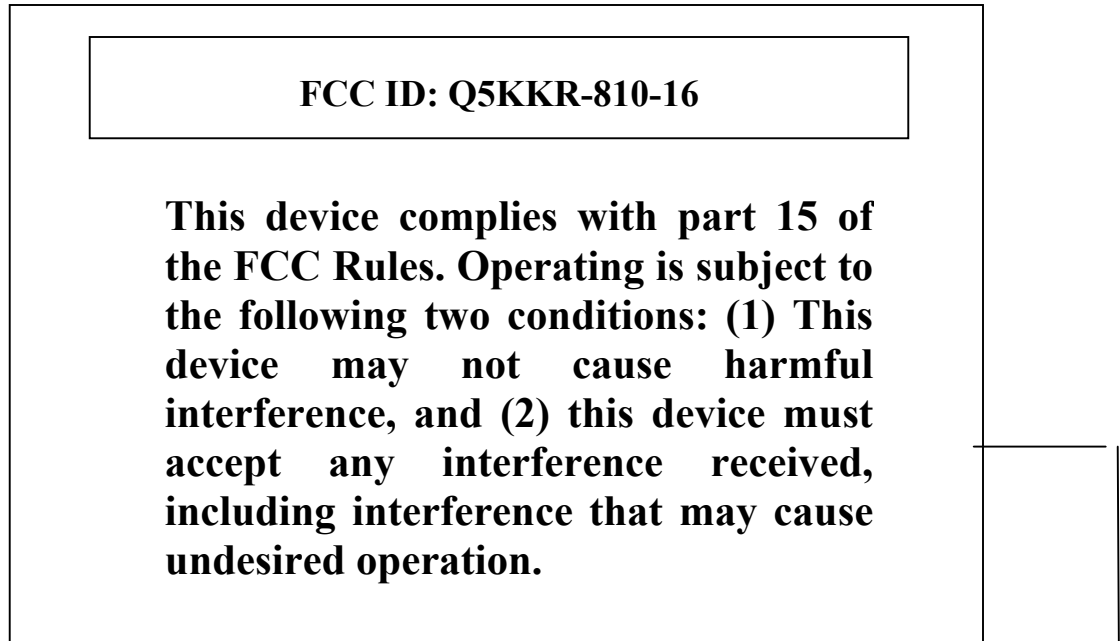 FCC ID: Q5KKR-810-16
This device complies with part 15 of
the FCC Rules. Operating is subject to
the following two conditions: (1) This
device may not cause harmful
interference, and (2) this device must
accept any interference received,
including interference that may cause
undesired operation.